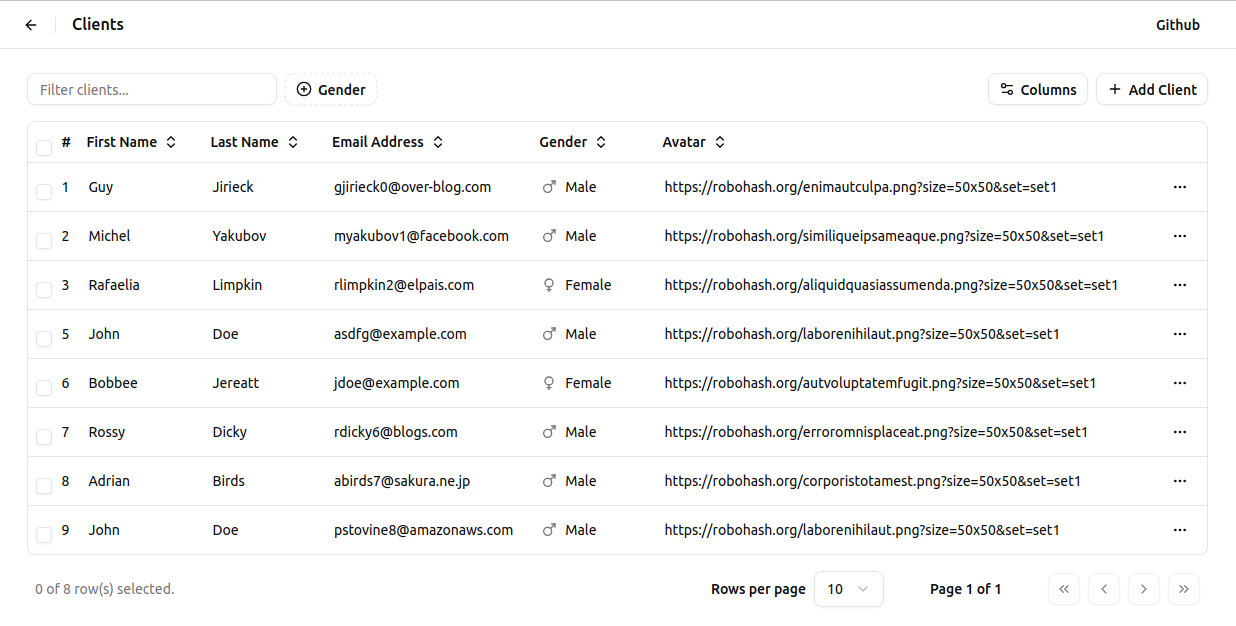 Clients Github
Filter clients... Gender Columns Add Client
# First Name Last Name Email Address Gender Avatar
1 Guy Jirieck gjirieck0@over-blog.com Male https://robohash.org/enimautculpa.png?size=50x50&set=set1
2 Michel Yakubov myakubov1@facebook.com Male https://robohash.org/similiqueipsameaque.png?size=50x50&set=set1
3 Rafaelia Limpkin rlimpkin2@elpais.com Female https://robohash.org/aliquidquasiassumenda.png?size=50x50&set=set1
5 John Doe asdfg@example.com Male https://robohash.org/laborenihilaut.png?size=50x50&set=set1
6 Bobbee Jereatt jdoe@example.com Female https://robohash.org/autvoluptatemfugit.png?size=50x50&set=set1
7 Rossy Dicky rdicky6@blogs.com Male https://robohash.org/erroromnisplaceat.png?size=50x50&set=set1
8 Adrian Birds abirds7@sakura.ne.jp Male https://robohash.org/corporistotamest.png?size=50x50&set=set1
9 John Doe pstovine8@amazonaws.com Male https://robohash.org/laborenihilaut.png?size=50x50&set=set1
0 of 8 row(s) selected. Rows per page 10 Page 1 of 1